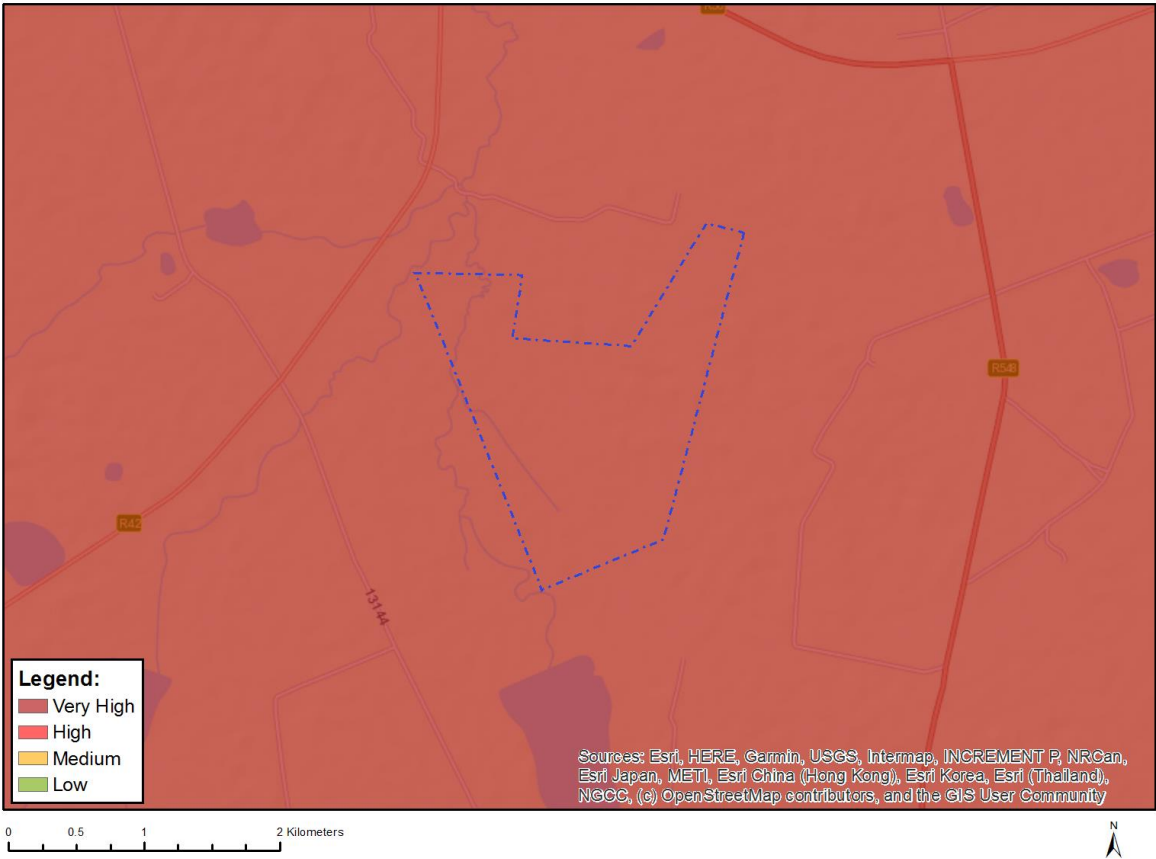 R42
R548
13144
Legend:
Very High
High
Medium
Low
Sources: Esri, HERE, Garmin, USGS, Intermap, INCREMENT P, NRCan,
Esri Japan, METI, Esri China (Hong Kong), Esri Korea, Esri (Thailand),
NGCC, (c) OpenStreetMap contributors, and the GIS User Community
0 0.5 1 2 Kilometers
N